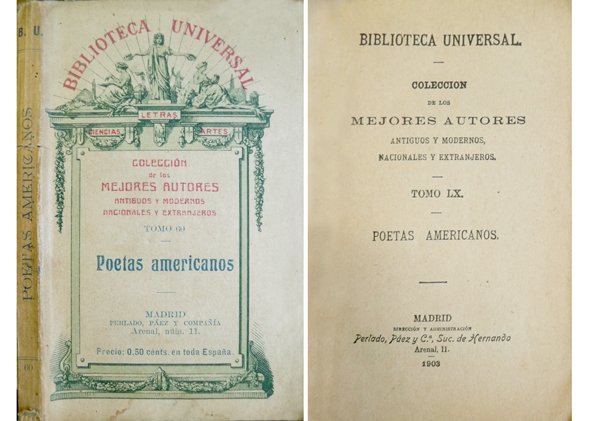 B. U.
POETAS AMERICANOS
60
BIBLIOTECA UNIVERSAL
LETRAS
CIENCIAS
ARTES
COLECCIÓN
de los
MEJORES AUTORES
ANTIGUOS Y MODERNOS
NACIONALES Y EXTRANJEROS
TOMO 60
Poetas americanos
MADRID
PERLADO, PÁEZ Y COMPAÑÍA
Arenal, núm. 11.
Precio: 0,50 cents. en toda España.
BIBLIOTECA UNIVERSAL.
COLECCION
DE LOS
MEJORES AUTORES
ANTIGUOS Y MODERNOS,
NACIONALES Y EXTRANJEROS.
TOMO LX.
POETAS AMERICANOS.
MADRID
DIRECCIÓN Y ADMINISTRACIÓN
Perlado, Páez y C.ª, Suc. de Hernando
Arenal, 11.
1903